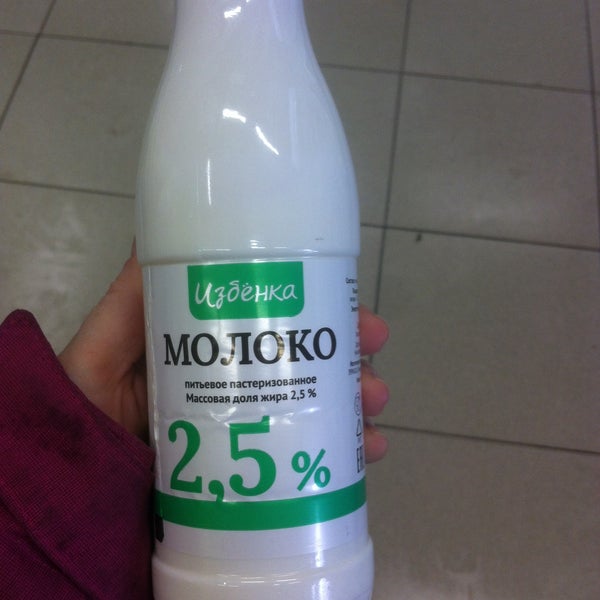 Избёнка
МОЛОКО
питьевое пастеризованное
Массовая доля жира 2,5 %
2,5 %